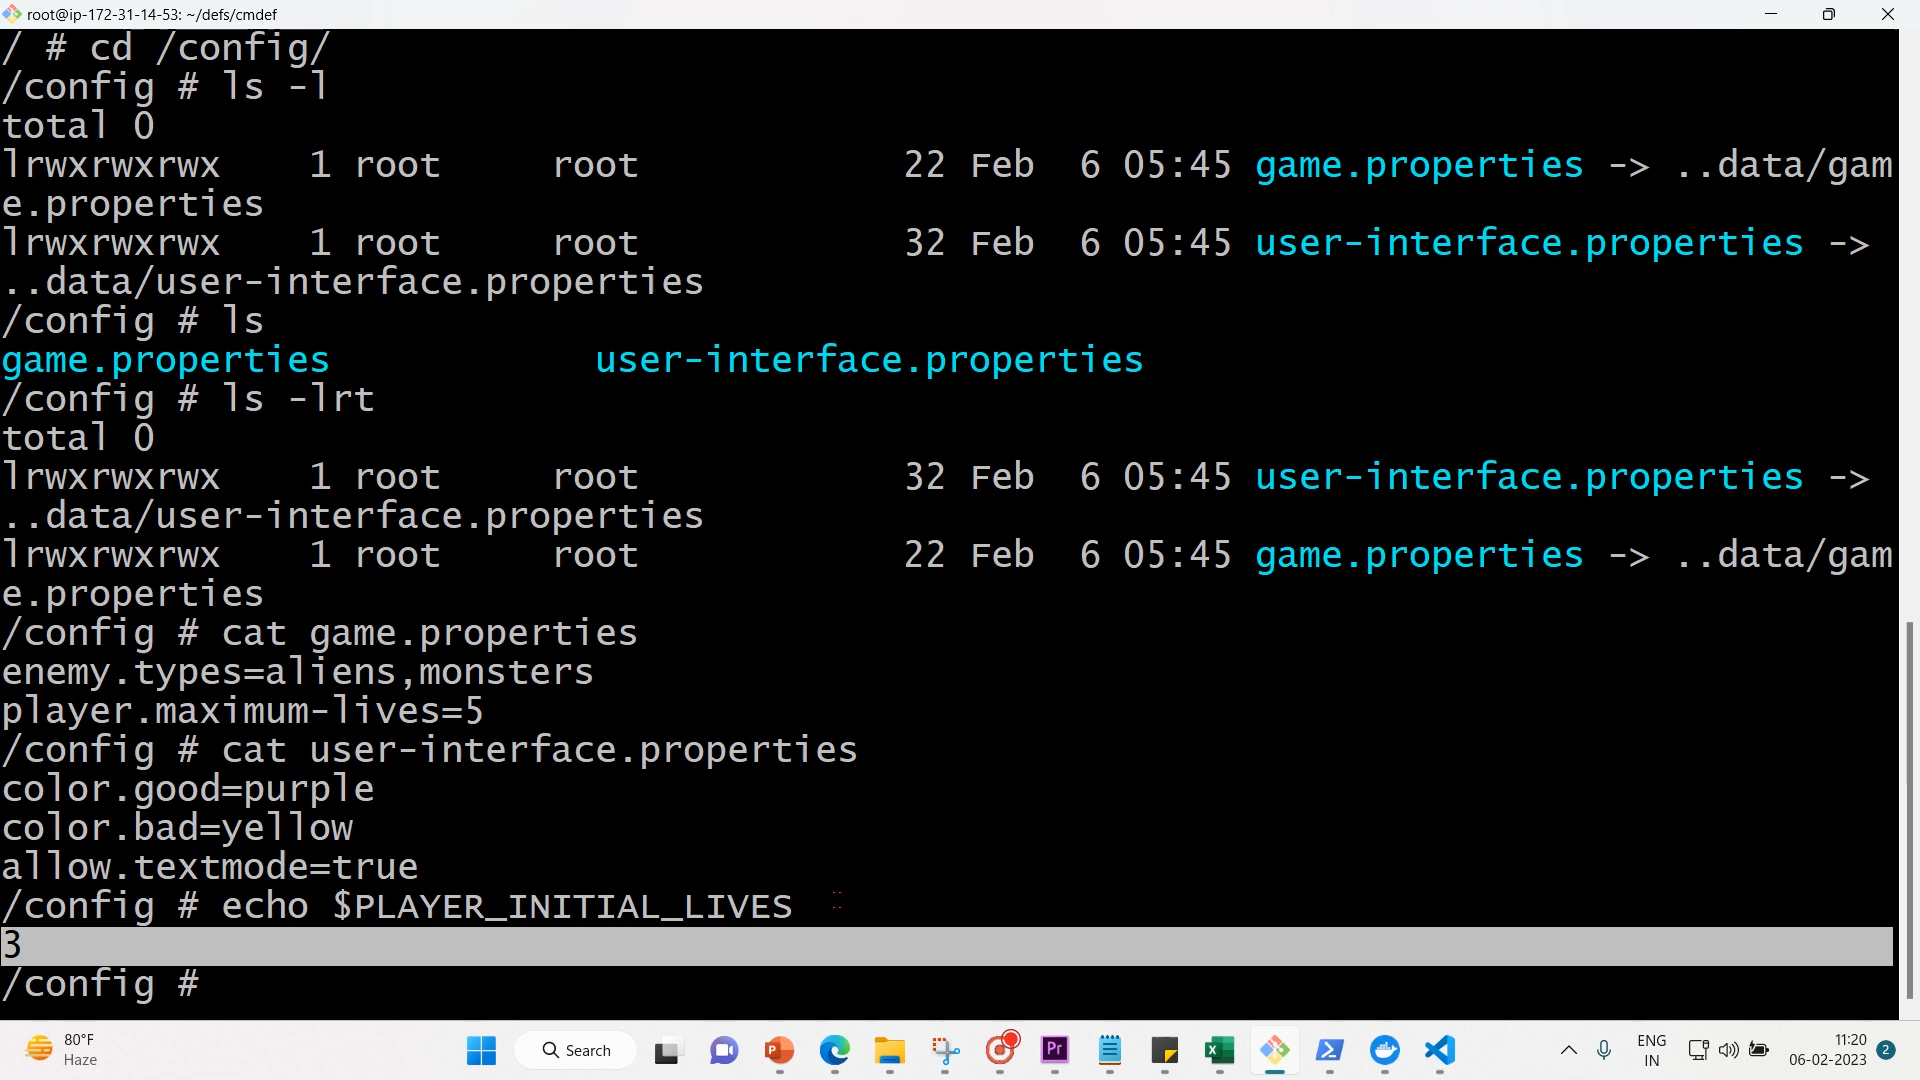 root@ip-172-31-14-53: ~/defs/cmdef
/ # cd /config/
/config # ls -l
total 0
lrwxrwxrwx    1 root     root            22 Feb  6 05:45 game.properties -> ..data/gam
e.properties
lrwxrwxrwx    1 root     root            32 Feb  6 05:45 user-interface.properties ->
..data/user-interface.properties
/config # ls
game.properties            user-interface.properties
/config # ls -lrt
total 0
lrwxrwxrwx    1 root     root            32 Feb  6 05:45 user-interface.properties ->
..data/user-interface.properties
lrwxrwxrwx    1 root     root            22 Feb  6 05:45 game.properties -> ..data/gam
e.properties
/config # cat game.properties
enemy.types=aliens,monsters
player.maximum-lives=5
/config # cat user-interface.properties
color.good=purple
color.bad=yellow
allow.textmode=true
/config # echo $PLAYER_INITIAL_LIVES
3
/config #
80°F
Haze
Search
P
Pr
X
ENG
IN
11:20
06-02-2023
2